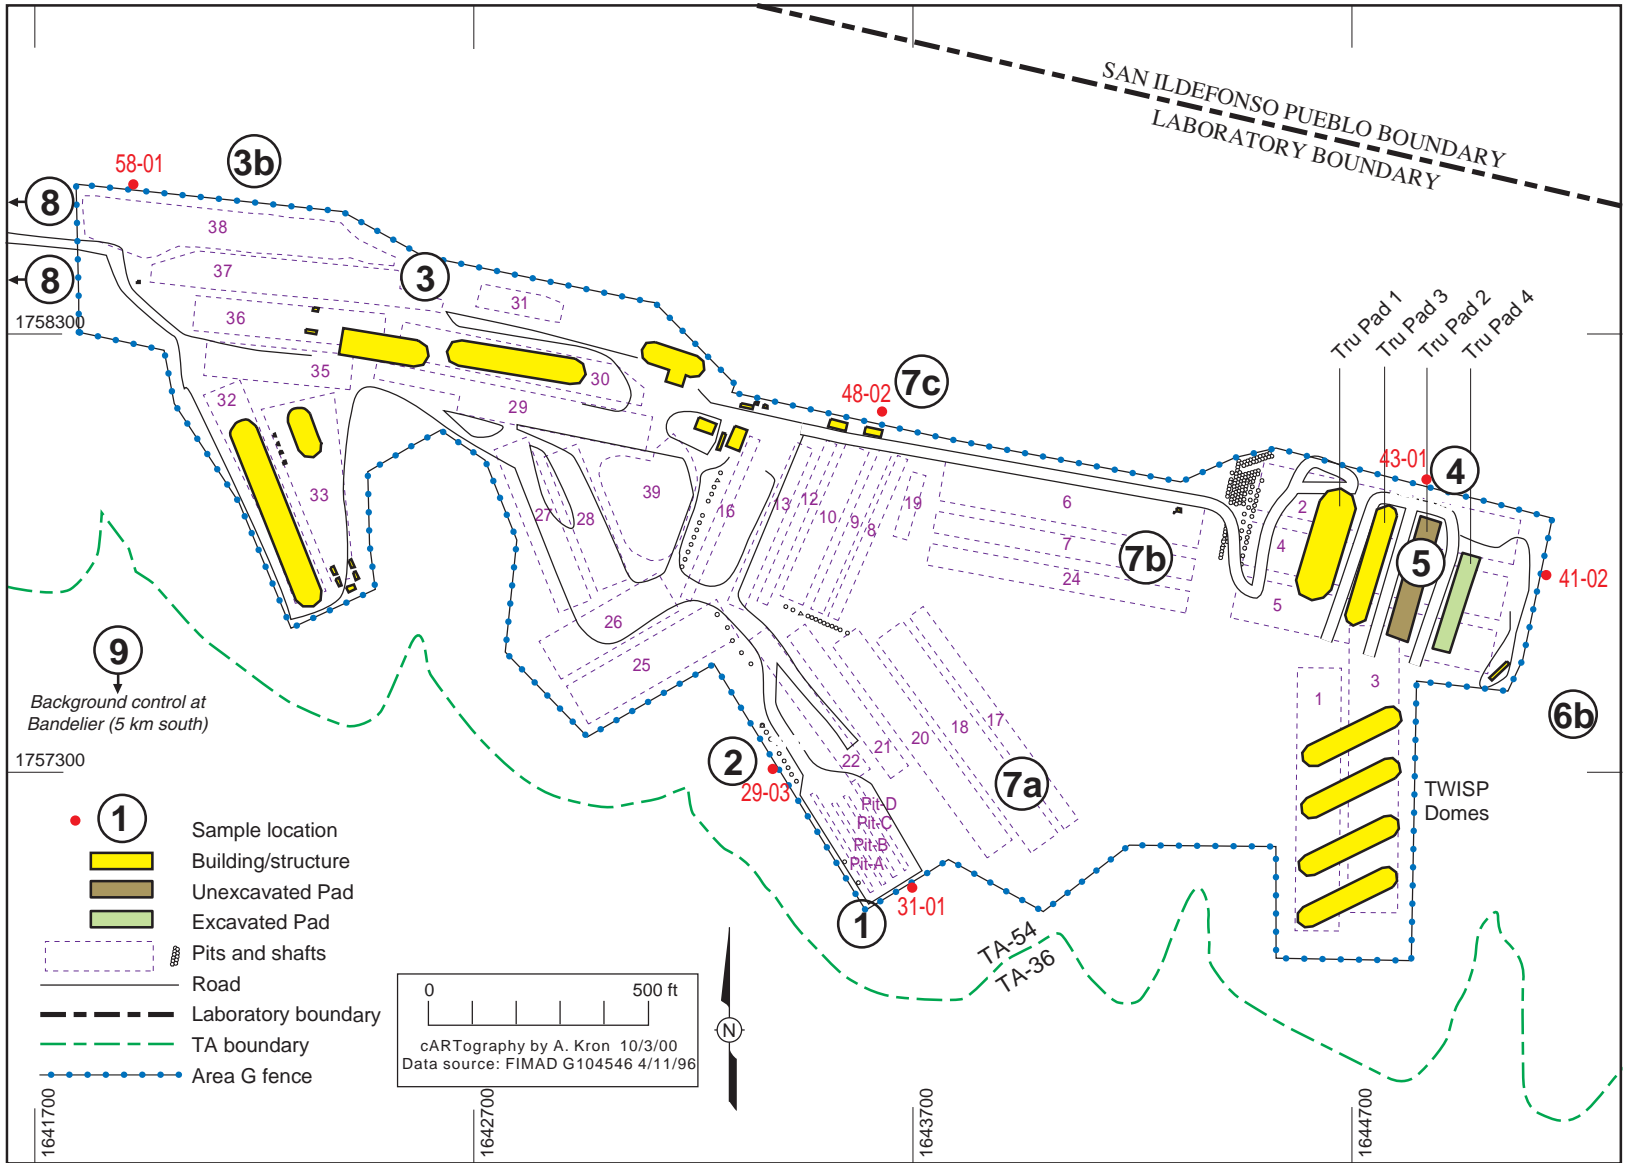 SAN ILDEFONSO PUEBLO BOUNDARY
LABORATORY BOUNDARY
58-01
3b
8
38
37
3
8
31
36
1758300
35
30
32
29
33
48-02
7c
Tru Pad 1
Tru Pad 3
Tru Pad 2
Tru Pad 4
43-01
4
39
27
28
16
13
12
10
9
8
19
6
7
24
7b
2
4
5
5
41-02
26
25
9
Background control at
Bandelier (5 km south)
1
3
6b
17
18
20
21
22
7a
1757300
2
29-03
Pit-D
Pit-C
Pit-B
Pit-A
TWISP
Domes
31-01
1
TA-54
TA-36
1
Sample location
Building/structure
Unexcavated Pad
Excavated Pad
Pits and shafts
Road
Laboratory boundary
TA boundary
Area G fence
0 500 ft
cARTography by A. Kron 10/3/00
Data source: FIMAD G104546 4/11/96
N
1641700
1642700
1643700
1644700